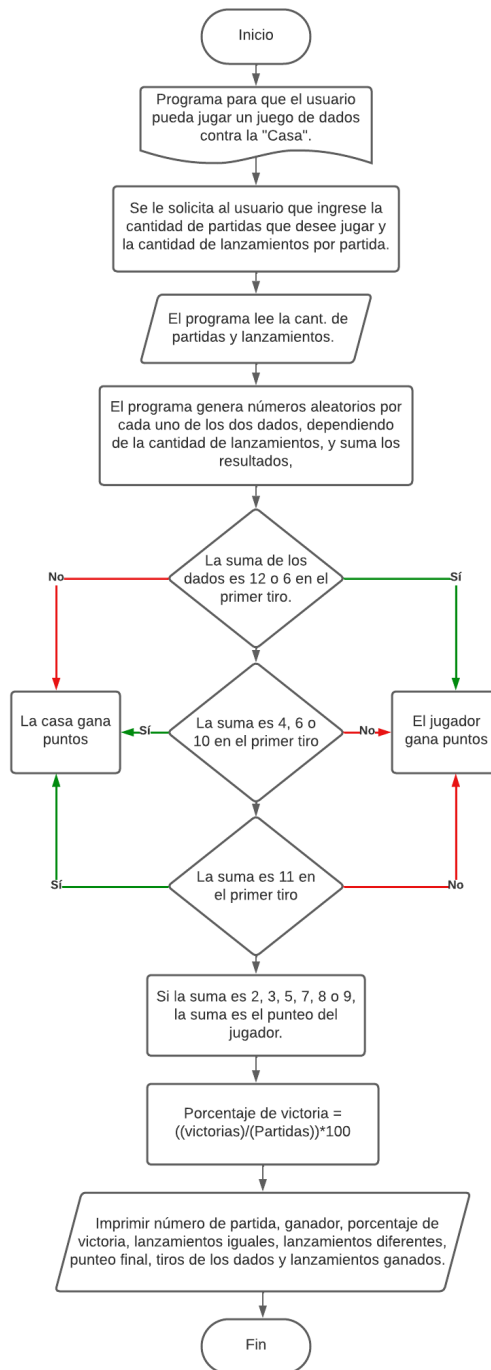 Inicio
Programa para que el usuario
pueda jugar un juego de dados
contra la "Casa".
Se le solicita al usuario que ingrese la
cantidad de partidas que desee jugar y
la cantidad de lanzamientos por partida.
El programa lee la cant. de
partidas y lanzamientos.
El programa genera números aleatorios por
cada uno de los dos dados, dependiendo
de la cantidad de lanzamientos, y suma los
resultados,
La suma de los
dados es 12 o 6 en el
primer tiro.
No
Sí
La casa gana
puntos
Sí
La suma es 4, 6 o
10 en el primer tiro
No
El jugador
gana puntos
Sí
La suma es 11 en
el primer tiro
No
Si la suma es 2, 3, 5, 7, 8 o 9,
la suma es el punteo del
jugador.
Porcentaje de victoria =
((victorias)/(Partidas))*100
Imprimir número de partida, ganador, porcentaje de
victoria, lanzamientos iguales, lanzamientos diferentes,
punteo final, tiros de los dados y lanzamientos ganados.
Fin